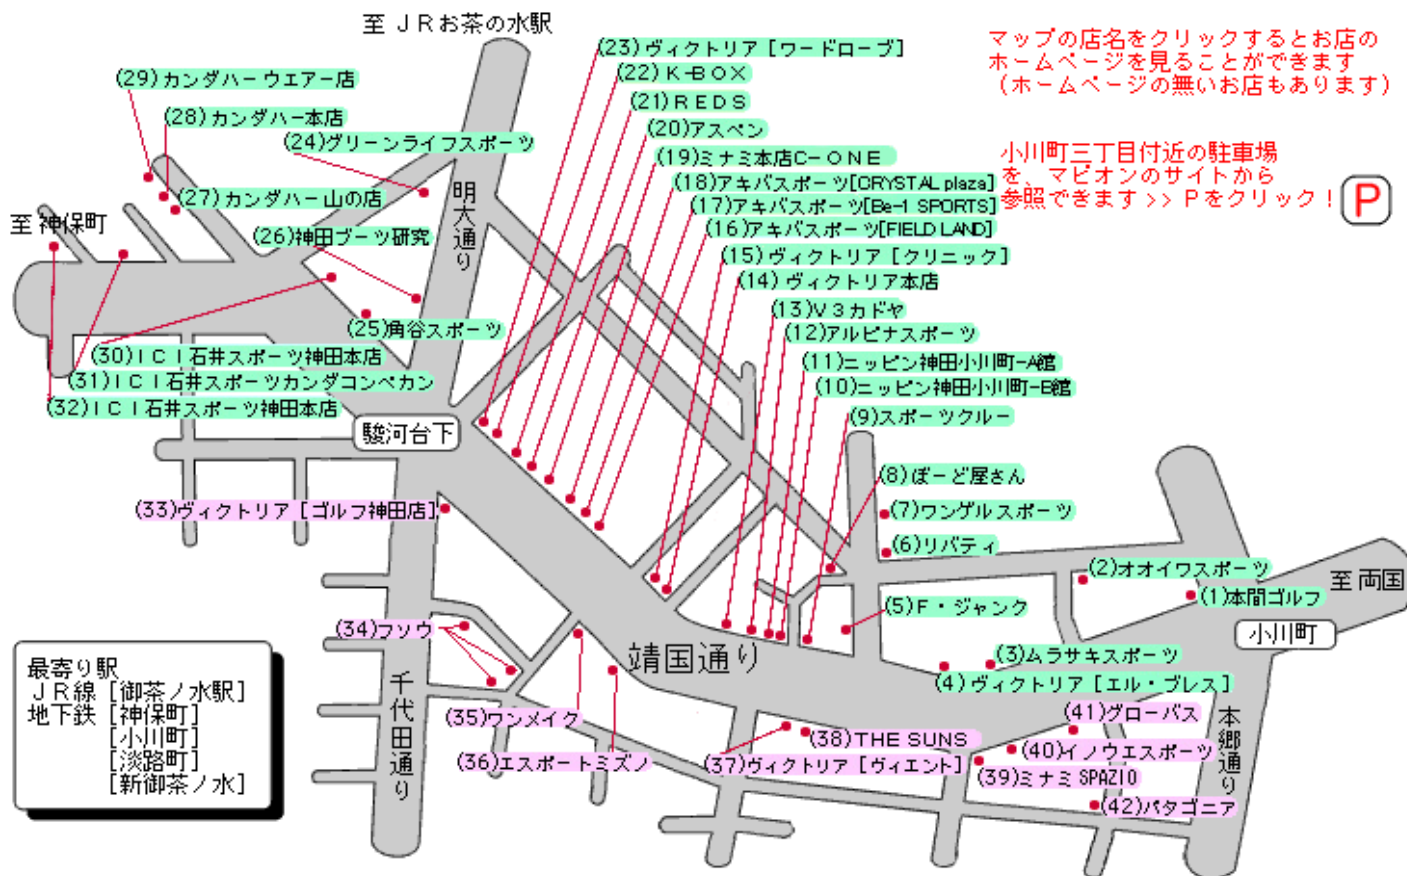 至 ＪＲお茶の水駅
マップの店名をクリックするとお店の
ホームページを見ることができます
（ホームページの無いお店もあります）
小川町三丁目付近の駐車場
を、マピオンのサイトから
参照できます >> Ｐをクリック！
P
(29)カンダハーウエアー店
(28)カンダハー本店
(24)グリーンライフスポーツ
(27)カンダハー山の店
(26)神田ブーツ研究
(25)角谷スポーツ
至 神保町
明大通り
(30)ＩＣＩ石井スポーツ神田本店
(31)ＩＣＩ石井スポーツカンダコンペカン
(32)ＩＣＩ石井スポーツ神田本店
(23)ヴィクトリア［ワードローブ］
(22)K-BOX
(21)ＲＥＤＳ
(20)アスペン
(19)ミナミ本店C-ＯＮＥ
(18)アキバスポーツ[CRYSTAL plaza]
(17)アキバスポーツ[Be-1 SPORTS]
(16)アキバスポーツ[FIELD LAND]
(15)ヴィクトリア［クリニック］
(14)ヴィクトリア本店
(13)Ｖ３カドヤ
(12)アルピナスポーツ
(11)ニッピン神田小川町-A館
(10)ニッピン神田小川町-B館
(9)スポーツクルー
(8)ぼーど屋さん
(7)ワンゲルスポーツ
(6)リバティ
(5)Ｆ・ジャンク
(2)オオイワスポーツ
(1)本間ゴルフ
至 両国
小川町
駿河台下
(33)ヴィクトリア［ゴルフ神田店］
(34)フソウ
靖国通り
(3)ムラサキスポーツ
(4)ヴィクトリア［エル・ブレス］
千代田通り
(35)ワンメイク
(36)エスポートミズノ
(37)ヴィクトリア［ヴィエント］
(38)THE SUNS
(41)グローバス
(40)イノウエスポーツ
(39)ミナミ SPAZIO
(42)パタゴニア
本郷通り
最寄り駅
ＪＲ線［御茶ノ水駅］
地下鉄［神保町］
［小川町］
［淡路町］
［新御茶ノ水］